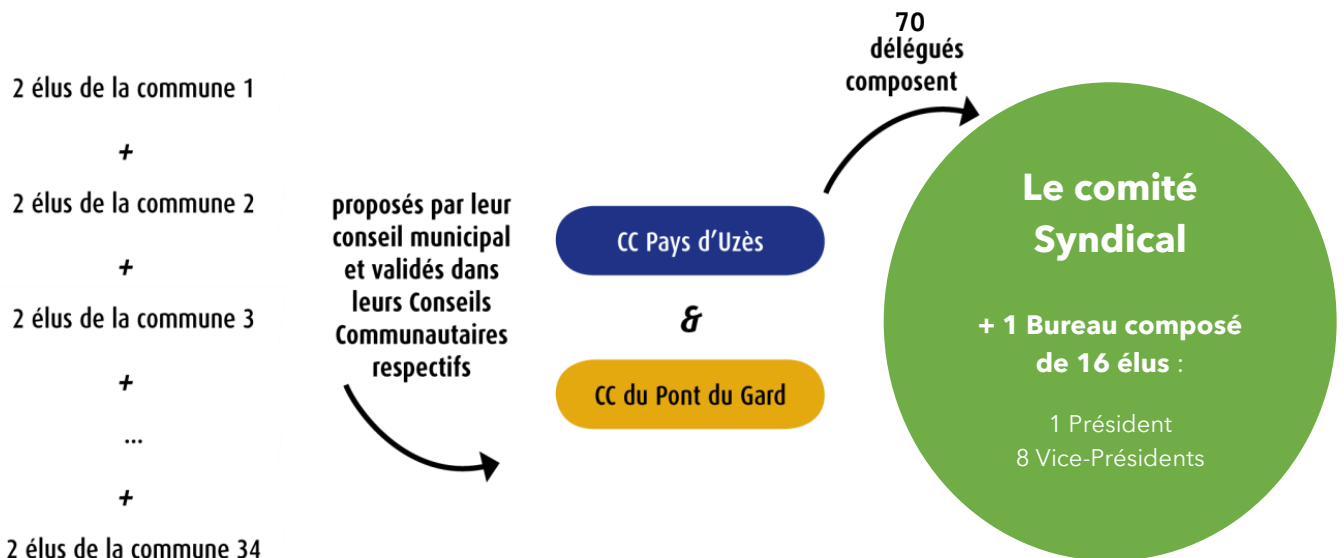 2 élus de la commune 1
+
2 élus de la commune 2
+
2 élus de la commune 3
+
...
+
2 élus de la commune 34
proposés par leur
conseil municipal
et validés dans
leurs Conseils
Communautaires
respectifs
CC Pays d'Uzès
&
CC du Pont du Gard
70
délégués
composent
Le comité
Syndical
+ 1 Bureau composé
de 16 élus :
1 Président
8 Vice-Présidents